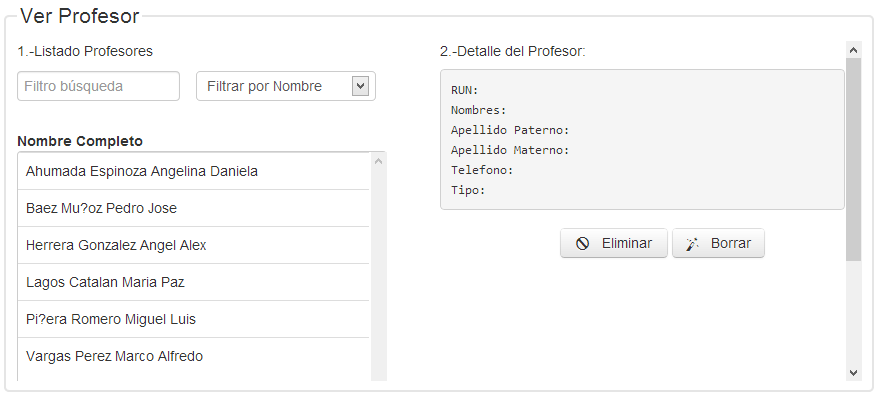 Ver Profesor
1.-Listado Profesores
Filtro búsqueda
Filtrar por Nombre
Nombre Completo
Ahumada Espinoza Angelina Daniela
Baez Mu?oz Pedro Jose
Herrera Gonzalez Angel Alex
Lagos Catalan Maria Paz
Pi?era Romero Miguel Luis
Vargas Perez Marco Alfredo
2.-Detalle del Profesor:
RUN:
Nombres:
Apellido Paterno:
Apellido Materno:
Telefono:
Tipo:
Eliminar
Borrar